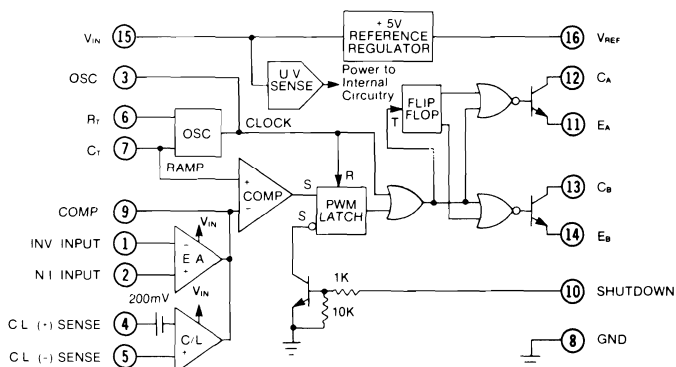 V_IN 15
+5V
REFERENCE
REGULATOR
16 V_REF
OSC 3
U V
SENSE
Power to
Internal
Circuitry
12 C_A
R_T 6
OSC
CLOCK
FLIP
FLOP
T
11 E_A
C_T 7
RAMP
+
COMP
-
S
R
PWM
LATCH
S
13 C_B
COMP 9
V_IN
INV INPUT 1
-
E A
+
14 E_B
N I INPUT 2
200mV
V_IN
1K
10 SHUTDOWN
10K
C L (+) SENSE 4
-
C/L
+
8 GND
C L (-) SENSE 5